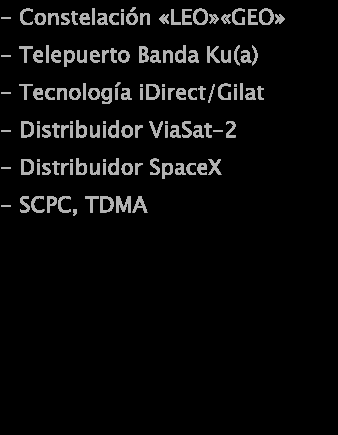 - Constelación «LEO»«GEO»
- Telepuerto Banda Ku(a)
- Tecnología iDirect/Gilat
- Distribuidor ViaSat-2
- Distribuidor SpaceX
- SCPC, TDMA